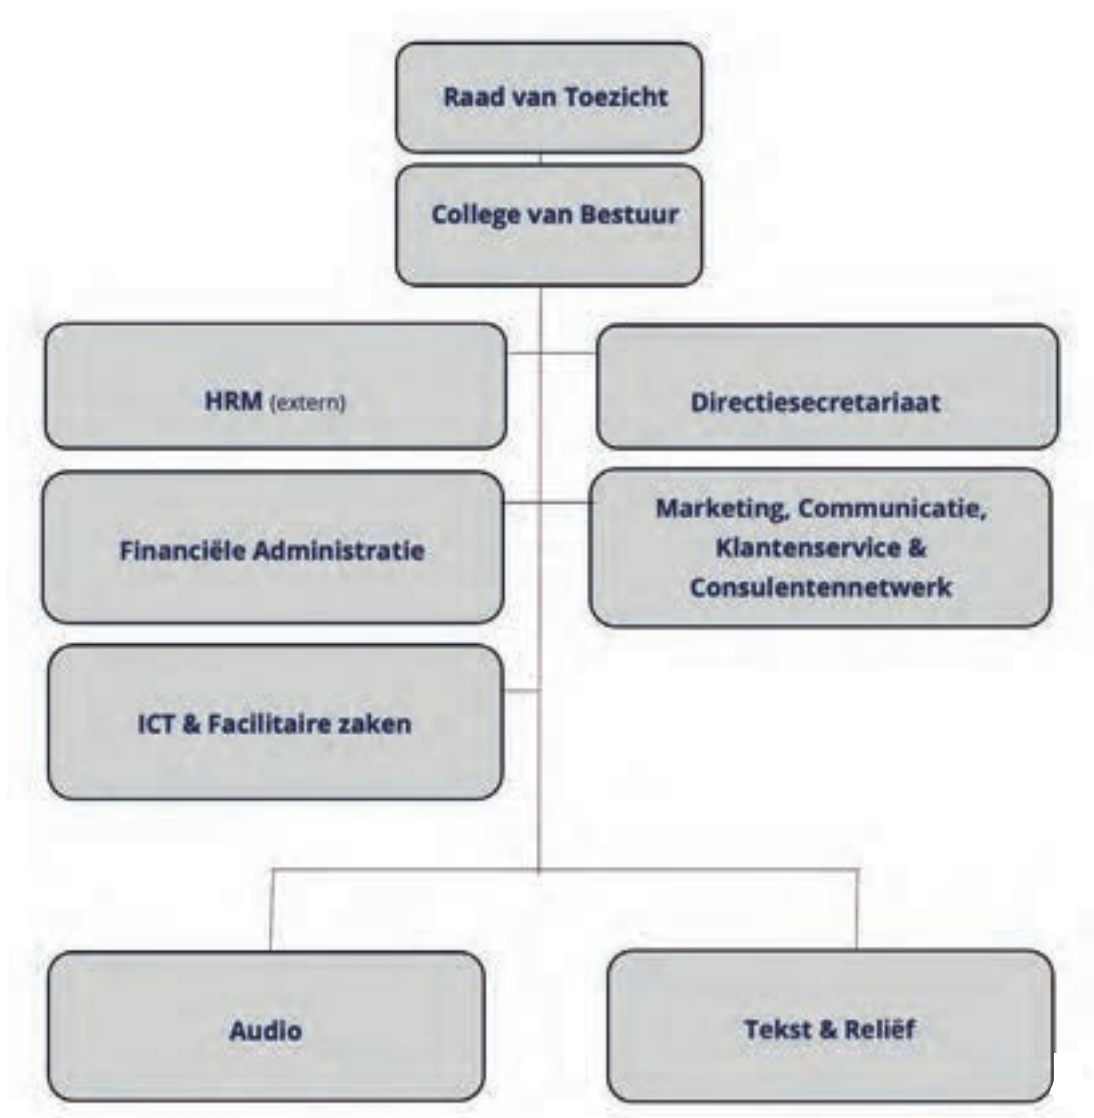 Raad van Toezicht
College van Bestuur
HRM (extern)
Directiesecretariaat
Financiële Administratie
Marketing, Communicatie,
Klantenservice &
Consulentennetwerk
ICT & Facilitaire zaken
Audio
Tekst & Reliëf